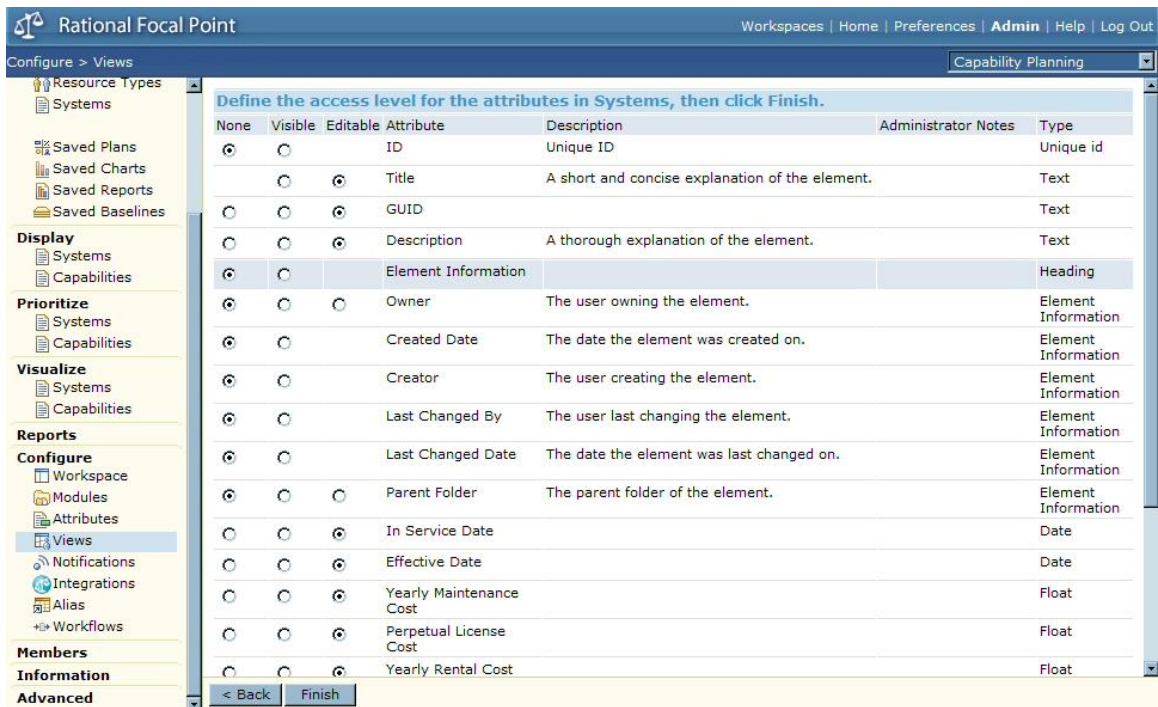 Rational Focal Point
Workspaces | Home | Preferences | Admin | Help | Log Out
Configure > Views
Capability Planning
Resource Types
Systems
Saved Plans
Saved Charts
Saved Reports
Saved Baselines
Display
Systems
Capabilities
Prioritize
Systems
Capabilities
Visualize
Systems
Capabilities
Reports
Configure
Workspace
Modules
Attributes
Views
Notifications
Integrations
Alias
Workflows
Members
Information
Advanced
Define the access level for the attributes in Systems, then click Finish.
None Visible Editable Attribute Description Administrator Notes Type
ID Unique ID Unique id
Title A short and concise explanation of the element. Text
GUID Text
Description A thorough explanation of the element. Text
Element Information Heading
Owner The user owning the element. Element
Information
Created Date The date the element was created on. Element
Information
Creator The user creating the element. Element
Information
Last Changed By The user last changing the element. Element
Information
Last Changed Date The date the element was last changed on. Element
Information
Parent Folder The parent folder of the element. Element
Information
In Service Date Date
Effective Date Date
Yearly Maintenance Float
Cost
Perpetual License Float
Cost
Yearly Rental Cost Float
< Back Finish